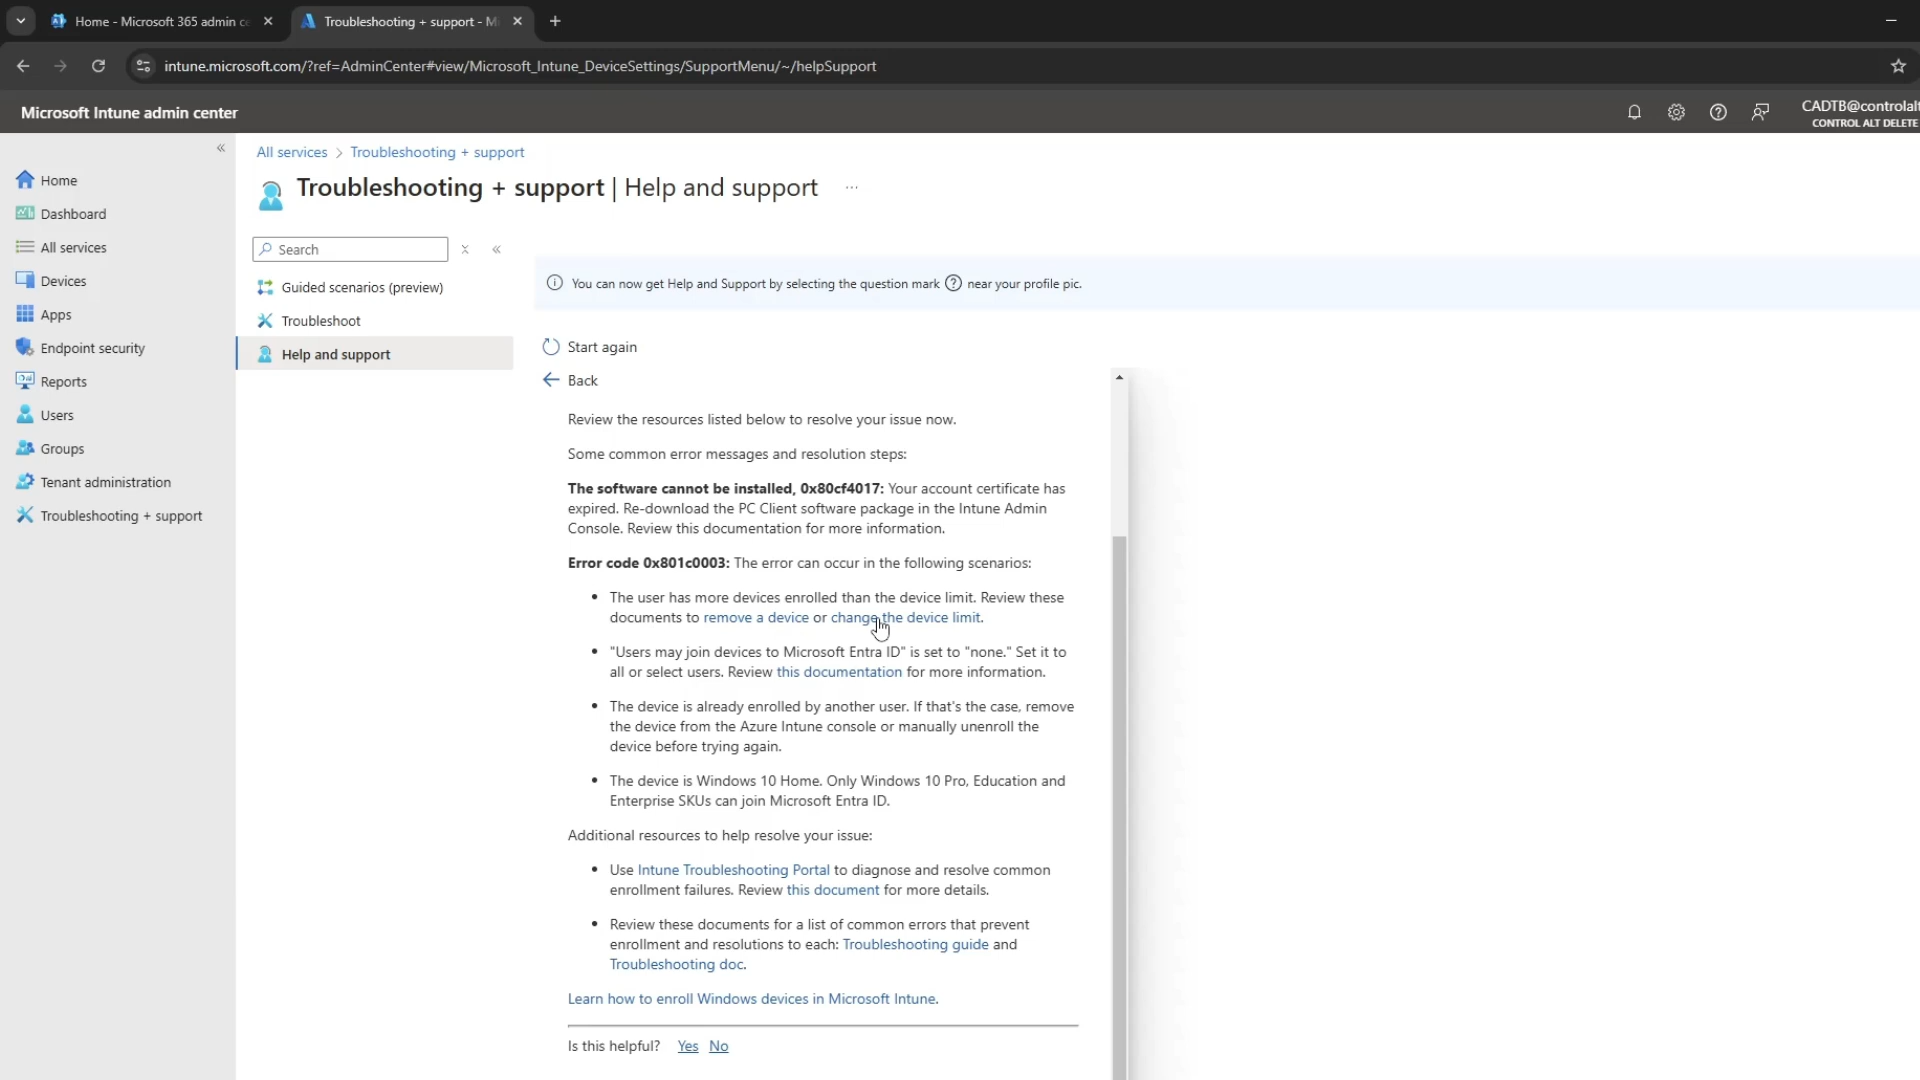 Home - Microsoft 365 admin ce
Troubleshooting + support - Mi
intune.microsoft.com/?ref=AdminCenter#view/Microsoft_Intune_DeviceSettings/SupportMenu/~/helpSupport
Microsoft Intune admin center
CADTB@controlalt
CONTROL ALT DELETE
Home
Dashboard
All services
Devices
Apps
Endpoint security
Reports
Users
Groups
Tenant administration
Troubleshooting + support
All services > Troubleshooting + support
Troubleshooting + support | Help and support ...
Search
Guided scenarios (preview)
Troubleshoot
Help and support
You can now get Help and Support by selecting the question mark ? near your profile pic.
Start again
Back
Review the resources listed below to resolve your issue now.
Some common error messages and resolution steps:
The software cannot be installed, 0x80cf4017: Your account certificate has
expired. Re-download the PC Client software package in the Intune Admin
Console. Review this documentation for more information.
Error code 0x801c0003: The error can occur in the following scenarios:
• The user has more devices enrolled than the device limit. Review these
documents to remove a device or change the device limit.
• "Users may join devices to Microsoft Entra ID" is set to "none." Set it to
all or select users. Review this documentation for more information.
• The device is already enrolled by another user. If that's the case, remove
the device from the Azure Intune console or manually unenroll the
device before trying again.
• The device is Windows 10 Home. Only Windows 10 Pro, Education and
Enterprise SKUs can join Microsoft Entra ID.
Additional resources to help resolve your issue:
• Use Intune Troubleshooting Portal to diagnose and resolve common
enrollment failures. Review this document for more details.
• Review these documents for a list of common errors that prevent
enrollment and resolutions to each: Troubleshooting guide and
Troubleshooting doc.
Learn how to enroll Windows devices in Microsoft Intune.
Is this helpful? Yes No